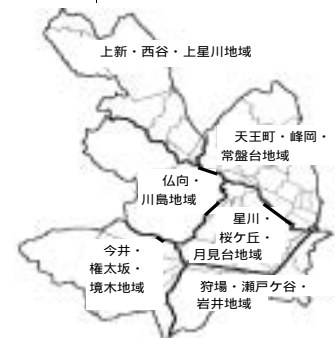 上新・西谷・上星川地域
天王町・峰岡・
常盤台地域
仏向・
川島地域
星川・
桜ケ丘・
月見台地域
今井・
権太坂・
境木地域
狩場・瀬戸ケ谷・
岩井地域